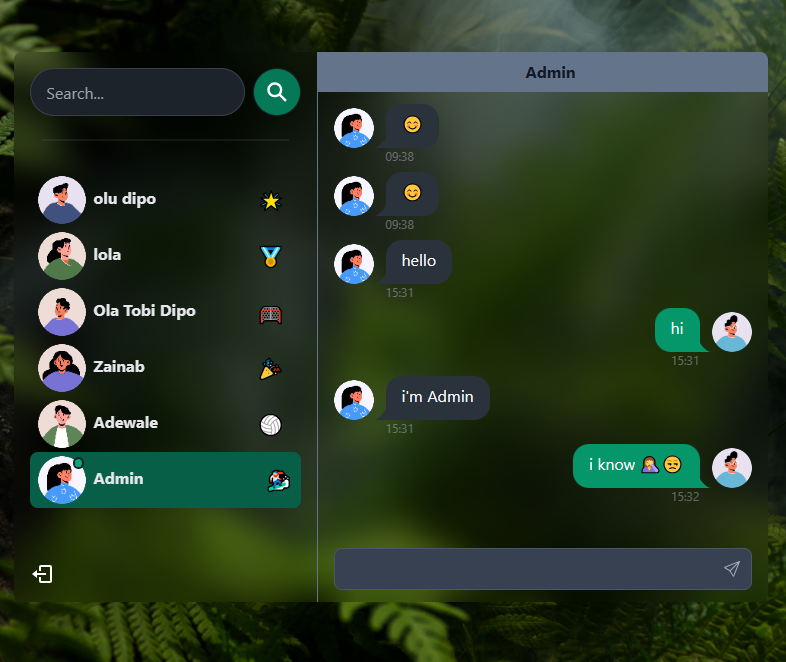 Search...
olu dipo
lola
Ola Tobi Dipo
Zainab
Adewale
Admin
Admin
😊
09:38
😊
09:38
hello
15:31
hi
15:31
i'm Admin
15:31
i know 🤦‍♀️😒
15:32